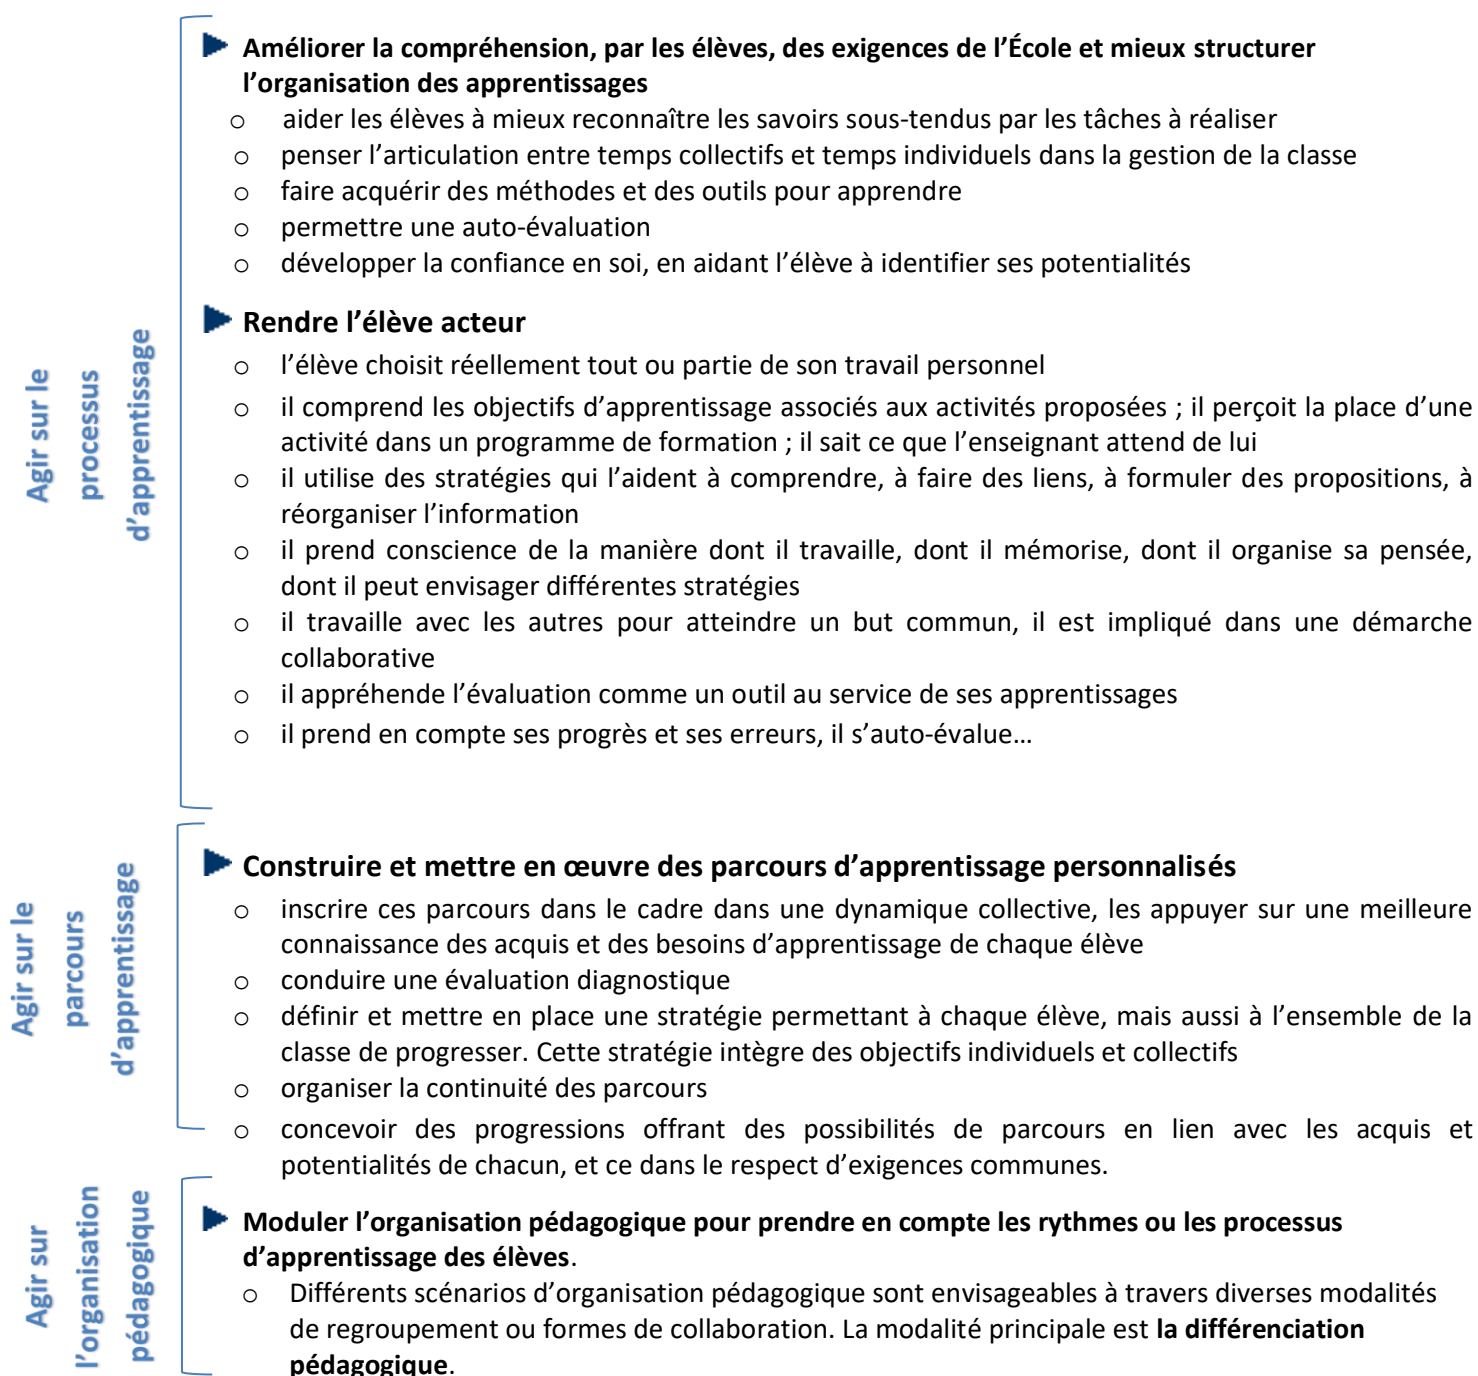 Améliorer la compréhension, par les élèves, des exigences de l’École et mieux structurer
l’organisation des apprentissages
o aider les élèves à mieux reconnaître les savoirs sous-tendus par les tâches à réaliser
o penser l’articulation entre temps collectifs et temps individuels dans la gestion de la classe
o faire acquérir des méthodes et des outils pour apprendre
o permettre une auto-évaluation
o développer la confiance en soi, en aidant l’élève à identifier ses potentialités
Agir sur le
processus
d’apprentissage
Rendre l’élève acteur
o l’élève choisit réellement tout ou partie de son travail personnel
o il comprend les objectifs d’apprentissage associés aux activités proposées ; il perçoit la place d’une
activité dans un programme de formation ; il sait ce que l’enseignant attend de lui
o il utilise des stratégies qui l’aident à comprendre, à faire des liens, à formuler des propositions, à
réorganiser l’information
o il prend conscience de la manière dont il travaille, dont il mémorise, dont il organise sa pensée,
dont il peut envisager différentes stratégies
o il travaille avec les autres pour atteindre un but commun, il est impliqué dans une démarche
collaborative
o il appréhende l’évaluation comme un outil au service de ses apprentissages
o il prend en compte ses progrès et ses erreurs, il s’auto-évalue…
Agir sur le
parcours
d’apprentissage
Construire et mettre en œuvre des parcours d’apprentissage personnalisés
o inscrire ces parcours dans le cadre dans une dynamique collective, les appuyer sur une meilleure
connaissance des acquis et des besoins d’apprentissage de chaque élève
o conduire une évaluation diagnostique
o définir et mettre en place une stratégie permettant à chaque élève, mais aussi à l’ensemble de la
classe de progresser. Cette stratégie intègre des objectifs individuels et collectifs
o organiser la continuité des parcours
o concevoir des progressions offrant des possibilités de parcours en lien avec les acquis et
potentialités de chacun, et ce dans le respect d’exigences communes.
Agir sur
l’organisation
pédagogique
Moduler l’organisation pédagogique pour prendre en compte les rythmes ou les processus
d’apprentissage des élèves.
o Différents scénarios d’organisation pédagogique sont envisageables à travers diverses modalités
de regroupement ou formes de collaboration. La modalité principale est la différenciation
pédagogique.